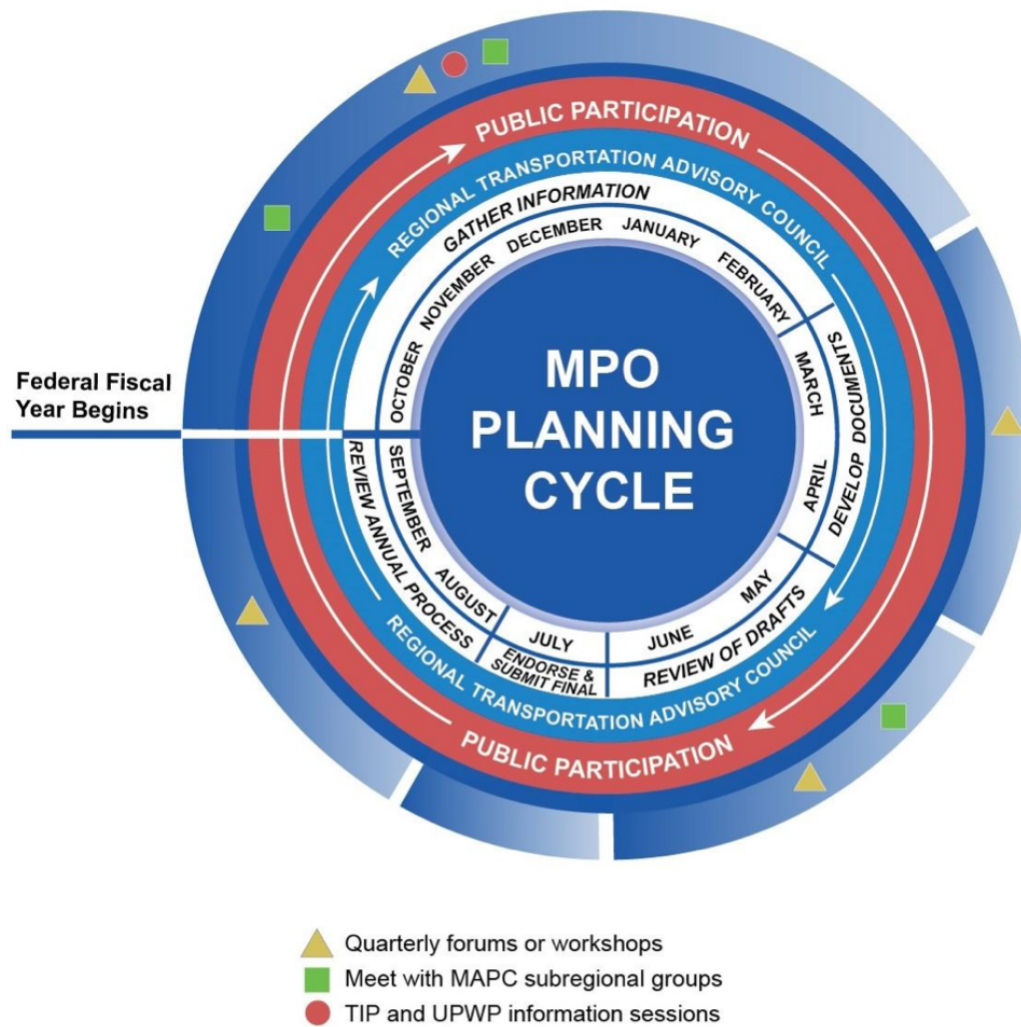 PUBLIC PARTICIPATION
REGIONAL TRANSPORTATION ADVISORY COUNCIL
GATHER INFORMATION
OCTOBER
NOVEMBER
DECEMBER
JANUARY
FEBRUARY
Federal Fiscal
Year Begins
MPO
PLANNING
CYCLE
MARCH
APRIL
DEVELOP DOCUMENTS
MAY
JUNE
REVIEW OF DRAFTS
JULY
ENDORSE &
SUBMIT FINAL
AUGUST
SEPTEMBER
REVIEW ANNUAL PROCESS
REGIONAL TRANSPORTATION ADVISORY COUNCIL
PUBLIC PARTICIPATION
Quarterly forums or workshops
Meet with MAPC subregional groups
TIP and UPWP information sessions